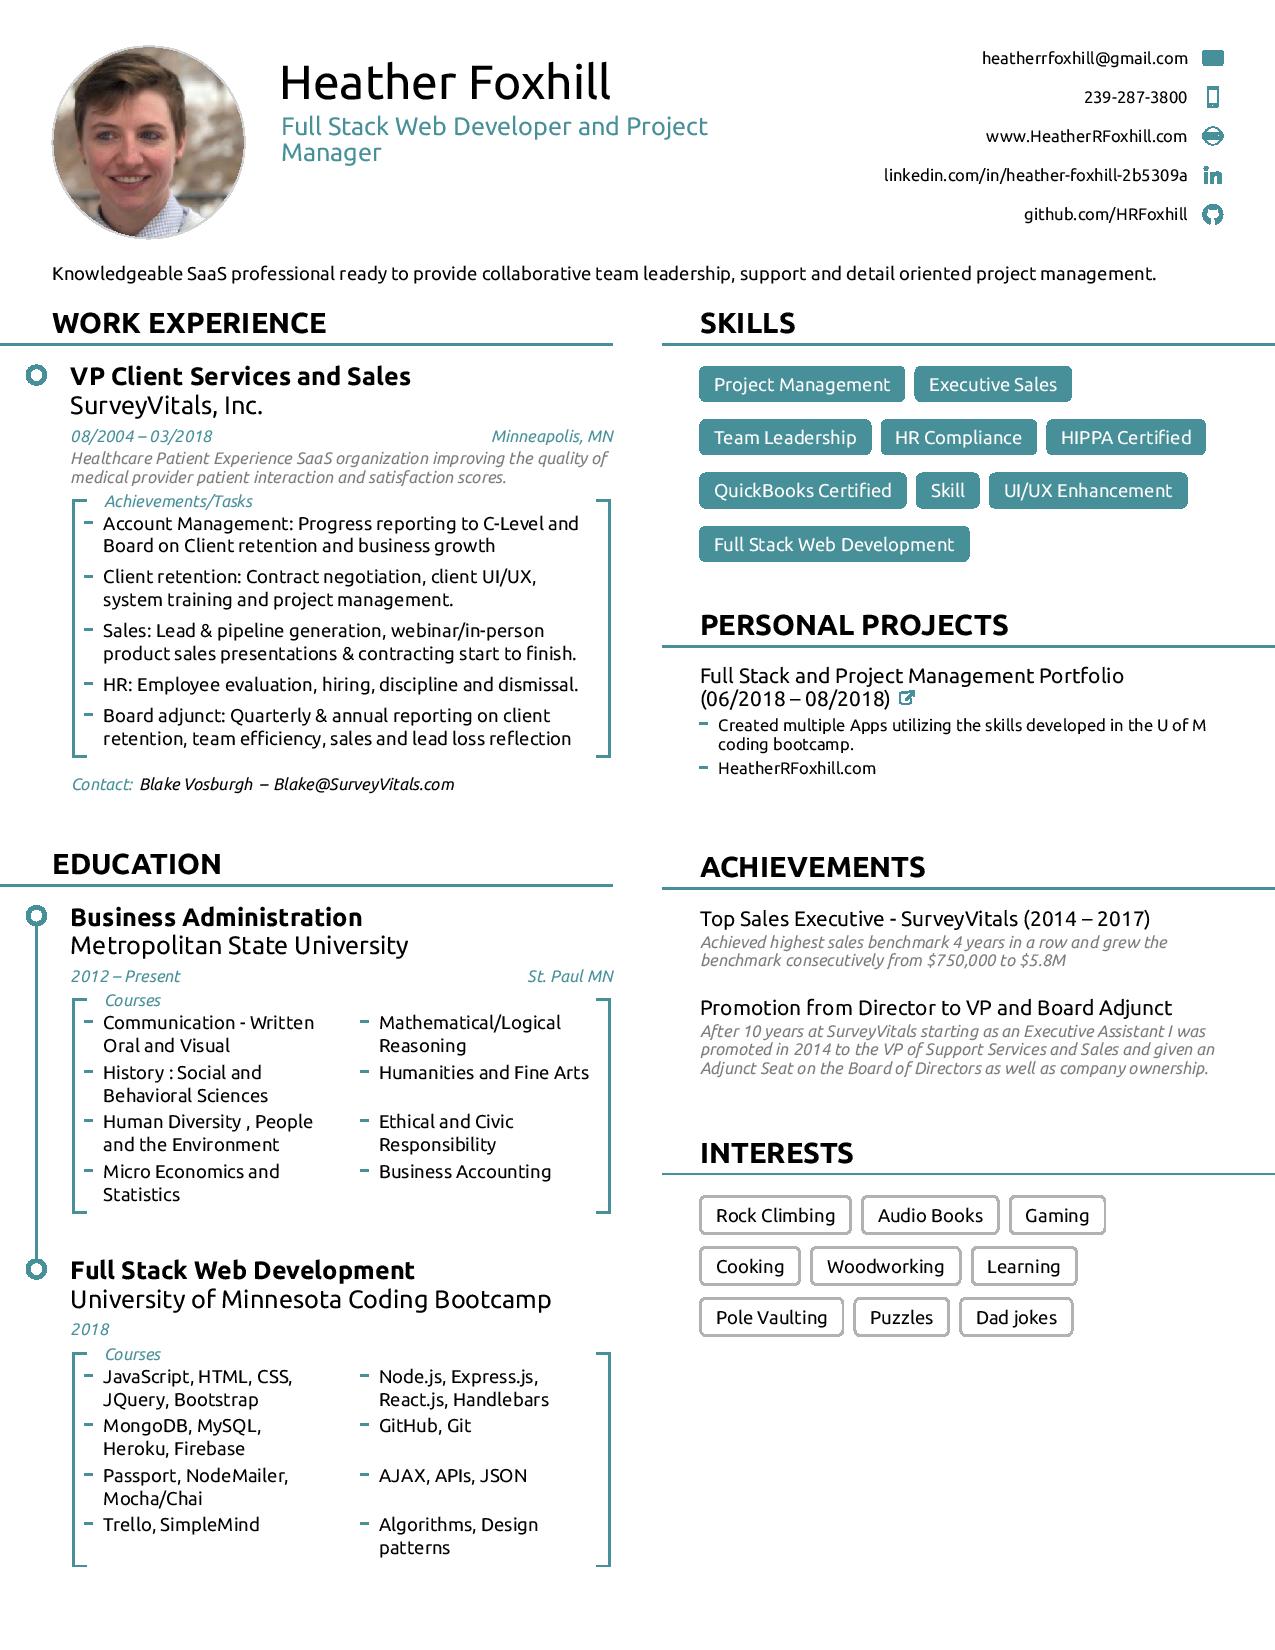 Heather Foxhill
Full Stack Web Developer and Project
Manager
heatherrfoxhill@gmail.com
239-287-3800
www.HeatherRFoxhill.com
linkedin.com/in/heather-foxhill-2b5309a
github.com/HRFoxhill
Knowledgeable SaaS professional ready to provide collaborative team leadership, support and detail oriented project management.
WORK EXPERIENCE
VP Client Services and Sales
SurveyVitals, Inc.
08/2004 – 03/2018 Minneapolis, MN
Healthcare Patient Experience SaaS organization improving the quality of
medical provider patient interaction and satisfaction scores.
Achievements/Tasks
Account Management: Progress reporting to C-Level and
Board on Client retention and business growth
Client retention: Contract negotiation, client UI/UX,
system training and project management.
Sales: Lead & pipeline generation, webinar/in-person
product sales presentations & contracting start to finish.
HR: Employee evaluation, hiring, discipline and dismissal.
Board adjunct: Quarterly & annual reporting on client
retention, team efficiency, sales and lead loss reflection
Contact: Blake Vosburgh – Blake@SurveyVitals.com
EDUCATION
Business Administration
Metropolitan State University
2012 – Present St. Paul MN
Courses
Communication - Written
Oral and Visual
Mathematical/Logical
Reasoning
History : Social and
Behavioral Sciences
Humanities and Fine Arts
Human Diversity , People
and the Environment
Ethical and Civic
Responsibility
Micro Economics and
Statistics
Business Accounting
Full Stack Web Development
University of Minnesota Coding Bootcamp
2018
Courses
JavaScript, HTML, CSS,
JQuery, Bootstrap
Node.js, Express.js,
React.js, Handlebars
MongoDB, MySQL,
Heroku, Firebase
GitHub, Git
Passport, NodeMailer,
Mocha/Chai
AJAX, APIs, JSON
Trello, SimpleMind
Algorithms, Design
patterns
SKILLS
Project Management Executive Sales
Team Leadership HR Compliance HIPPA Certified
QuickBooks Certified Skill UI/UX Enhancement
Full Stack Web Development
PERSONAL PROJECTS
Full Stack and Project Management Portfolio
(06/2018 – 08/2018)
Created multiple Apps utilizing the skills developed in the U of M
coding bootcamp.
HeatherRFoxhill.com
ACHIEVEMENTS
Top Sales Executive - SurveyVitals (2014 – 2017)
Achieved highest sales benchmark 4 years in a row and grew the
benchmark consecutively from $750,000 to $5.8M
Promotion from Director to VP and Board Adjunct
After 10 years at SurveyVitals starting as an Executive Assistant I was
promoted in 2014 to the VP of Support Services and Sales and given an
Adjunct Seat on the Board of Directors as well as company ownership.
INTERESTS
Rock Climbing Audio Books Gaming
Cooking Woodworking Learning
Pole Vaulting Puzzles Dad jokes